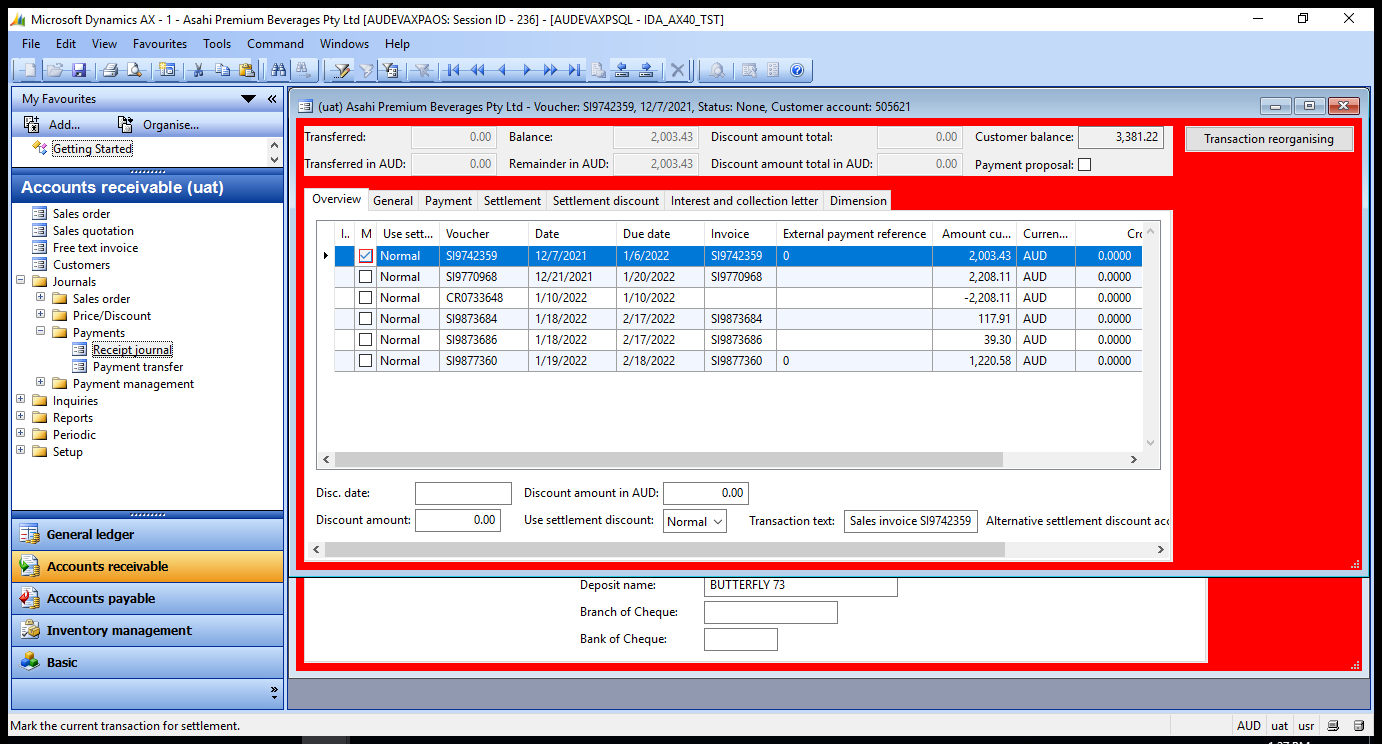 Microsoft Dynamics AX - 1 - Asahi Premium Beverages Pty Ltd [AUDEVAXPAOS: Session ID - 236] - [AUDEVAXPSQL - IDA_AX40_TST]
File Edit View Favourites Tools Command Windows Help
My Favourites
Add... Organise...
Getting Started
Accounts receivable (uat)
Sales order
Sales quotation
Free text invoice
Customers
Journals
Sales order
Price/Discount
Payments
Receipt journal
Payment transfer
Payment management
Inquiries
Reports
Periodic
Setup
General ledger
Accounts receivable
Accounts payable
Inventory management
Basic
(uat) Asahi Premium Beverages Pty Ltd - Voucher: SI9742359, 12/7/2021, Status: None, Customer account: 505621
Transferred: 0.00 Balance: 2,003.43 Discount amount total: 0.00 Customer balance: 3,381.22 Transaction reorganising
Transferred in AUD: 0.00 Remainder in AUD: 2,003.43 Discount amount total in AUD: 0.00 Payment proposal:
Overview General Payment Settlement Settlement discount Interest and collection letter Dimension
I.. M Use sett... Voucher Date Due date Invoice External payment reference Amount cu... Curren... Cro
Normal SI9742359 12/7/2021 1/6/2022 SI9742359 0 2,003.43 AUD 0.0000
Normal SI9770968 12/21/2021 1/20/2022 SI9770968 2,208.11 AUD 0.0000
Normal CR0733648 1/10/2022 1/10/2022 -2,208.11 AUD 0.0000
Normal SI9873684 1/18/2022 2/17/2022 SI9873684 117.91 AUD 0.0000
Normal SI9873686 1/18/2022 2/17/2022 SI9873686 39.30 AUD 0.0000
Normal SI9877360 1/19/2022 2/18/2022 SI9877360 0 1,220.58 AUD 0.0000
Disc. date: Discount amount in AUD: 0.00
Discount amount: 0.00 Use settlement discount: Normal Transaction text: Sales invoice SI9742359 Alternative settlement discount acc
Deposit name: BUTTERFLY 73
Branch of Cheque:
Bank of Cheque:
Mark the current transaction for settlement. AUD uat usr